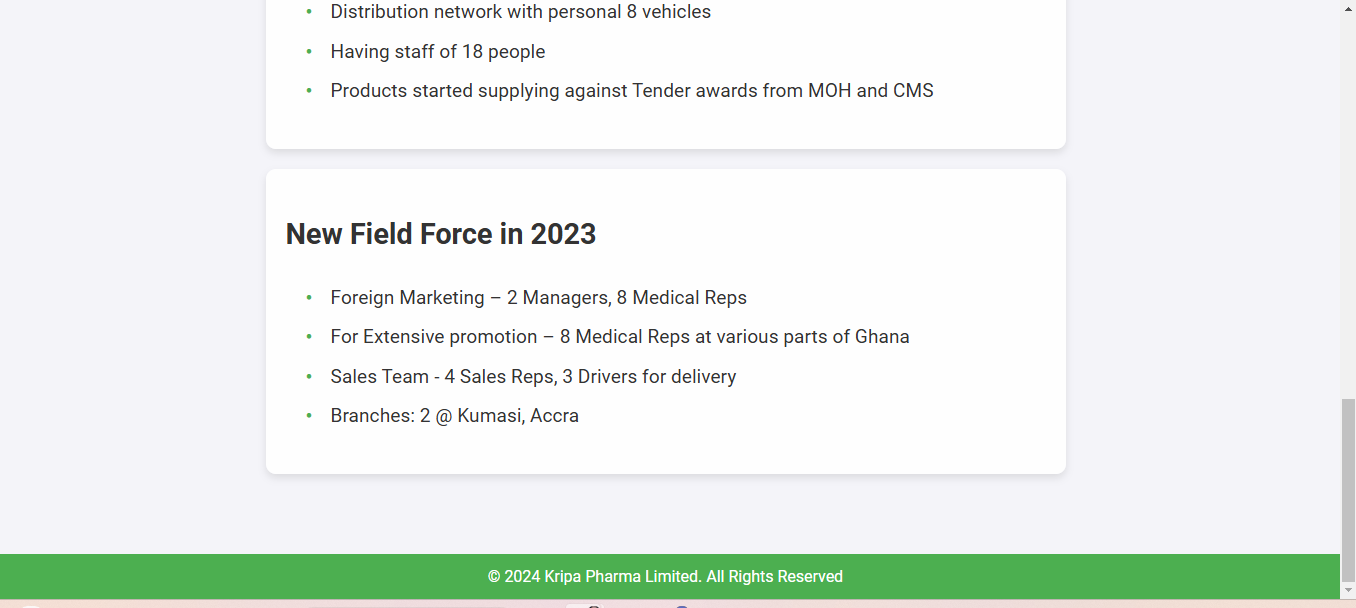 • Distribution network with personal 8 vehicles
• Having staff of 18 people
• Products started supplying against Tender awards from MOH and CMS
New Field Force in 2023
• Foreign Marketing – 2 Managers, 8 Medical Reps
• For Extensive promotion – 8 Medical Reps at various parts of Ghana
• Sales Team - 4 Sales Reps, 3 Drivers for delivery
• Branches: 2 @ Kumasi, Accra
© 2024 Kripa Pharma Limited. All Rights Reserved